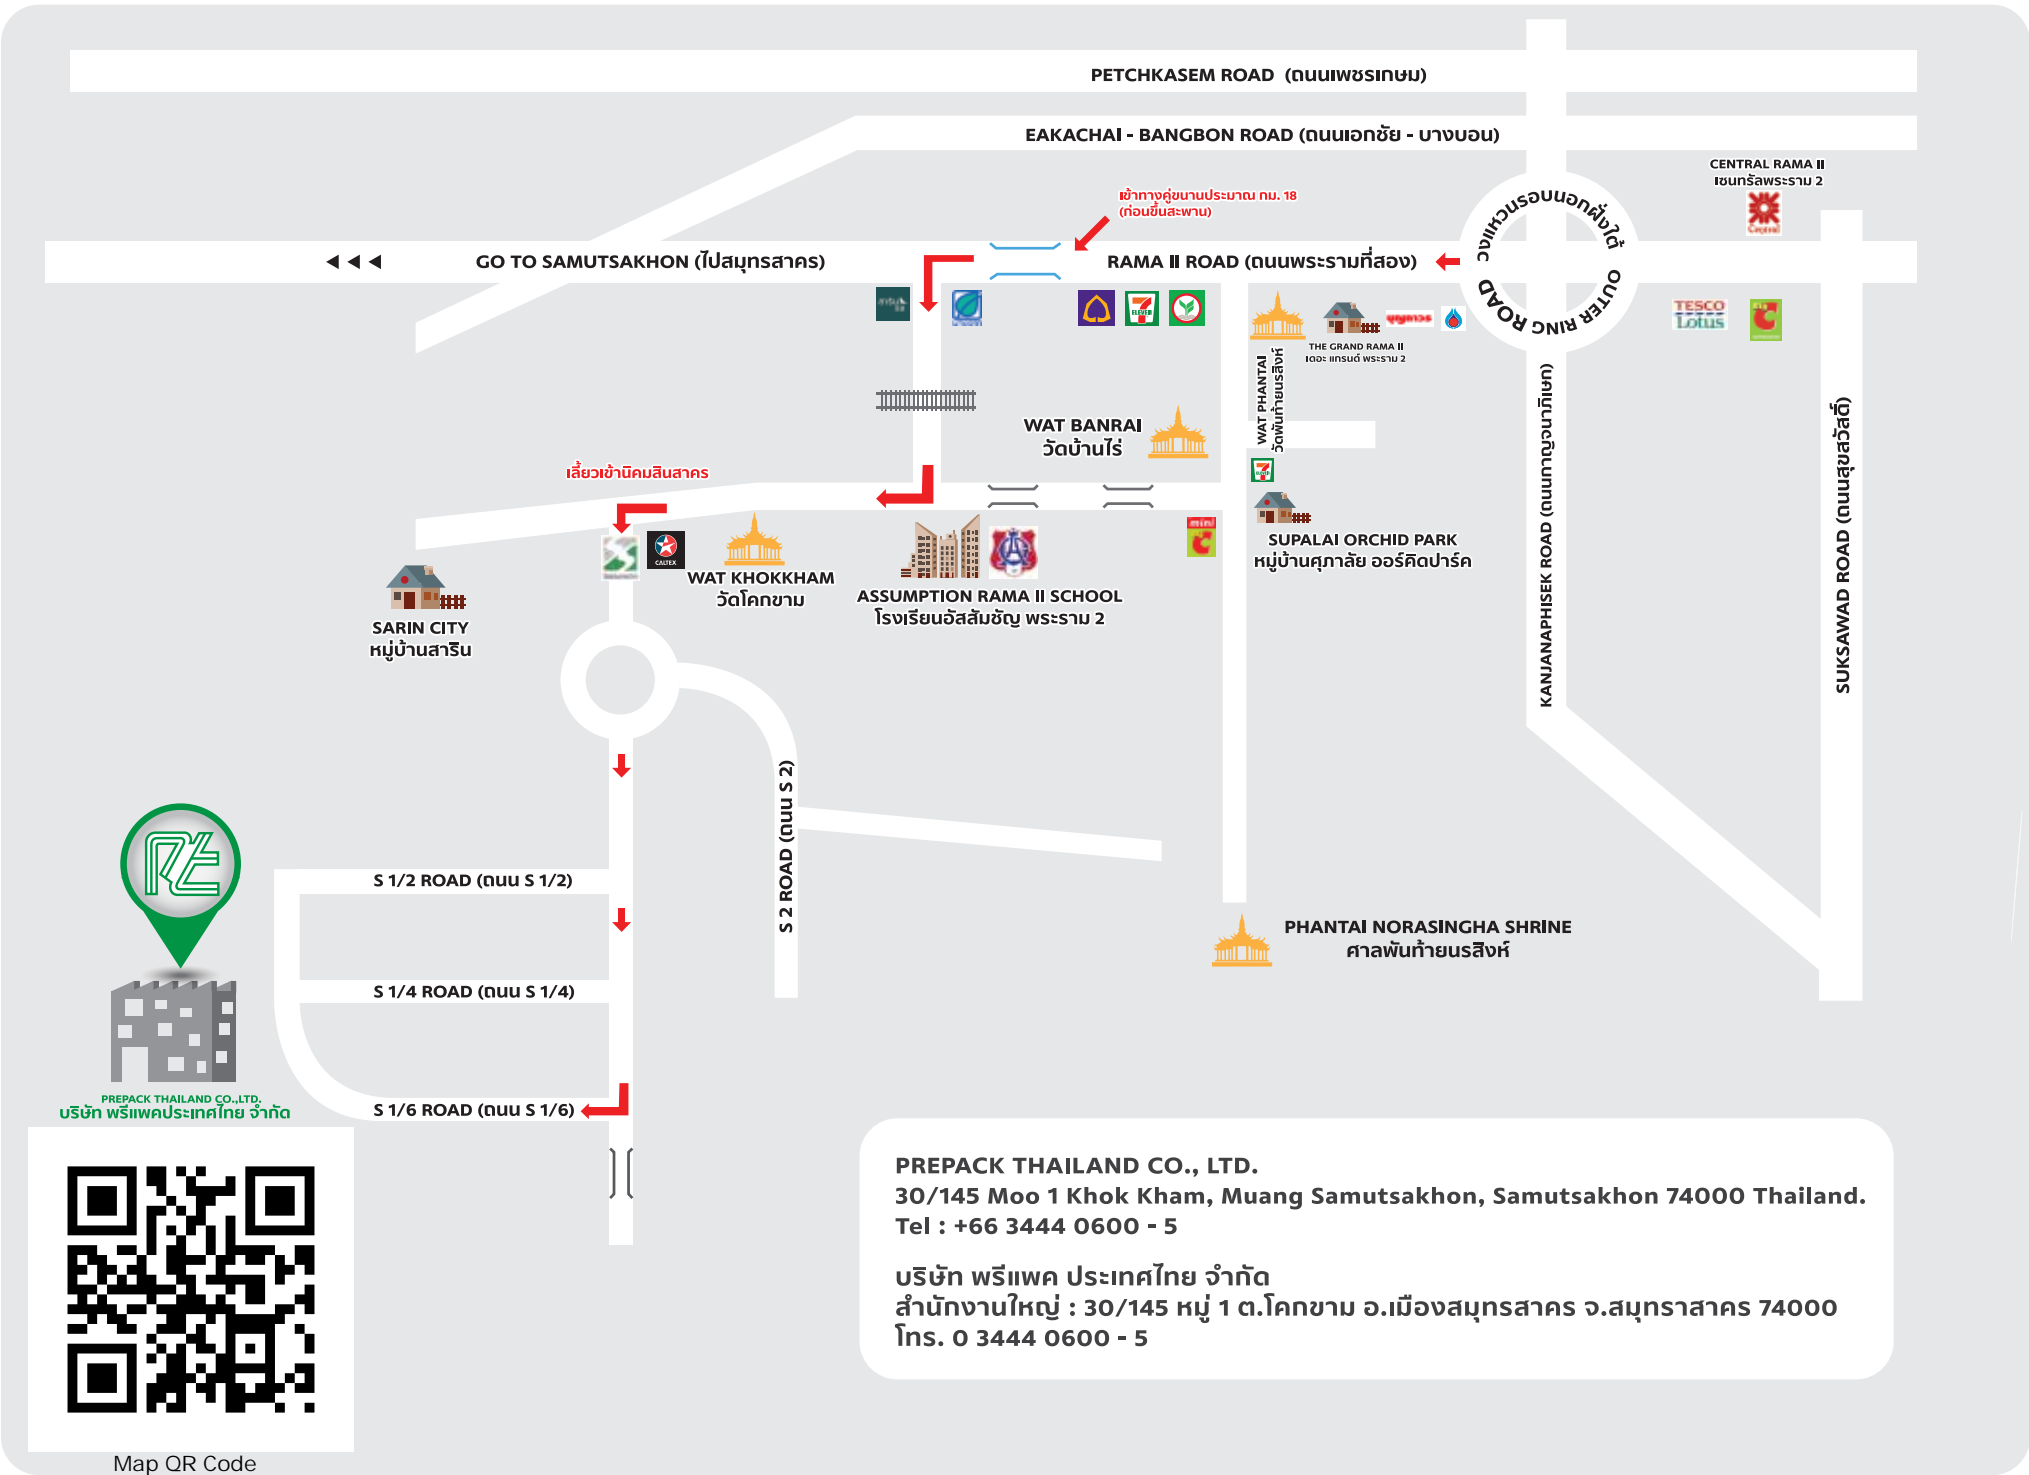 PETCHKASEM ROAD (ถนนเพชรเกษม)
EAKACHAI - BANGBON ROAD (ถนนเอกชัย - บางบอน)
CENTRAL RAMA II
เซนทรัลพระราม 2
Central
เข้าทางคู่ขนานประมาณ กม. 18
(ก่อนขึ้นสะพาน)
วงแหวนรอบนอกฝั่งใต้
OUTER RING ROAD
GO TO SAMUTSAKHON (ไปสมุทรสาคร)
RAMA II ROAD (ถนนพระรามที่สอง)
สาริน
7 ELEVEN
บุญถาวร
TESCO
Lotus
Big C
THE GRAND RAMA II
เดอะ แกรนด์ พระราม 2
WAT PHANTAI
วัดพันท้ายนรสิงห์
WAT BANRAI
วัดบ้านไร่
KANJANAPHISEK ROAD (ถนนกาญจนาภิเษก)
SUKSAWAD ROAD (ถนนสุขสวัสดิ์)
เลี้ยวเข้านิคมสินสาคร
7 ELEVEN
CALTEX
มินิ
C
SUPALAI ORCHID PARK
หมู่บ้านศุภาลัย ออร์คิดปาร์ค
WAT KHOKKHAM
วัดโคกขาม
ASSUMPTION RAMA II SCHOOL
โรงเรียนอัสสัมชัญ พระราม 2
SARIN CITY
หมู่บ้านสาริน
S 2 ROAD (ถนน S 2)
S 1/2 ROAD (ถนน S 1/2)
PHANTAI NORASINGHA SHRINE
ศาลพันท้ายนรสิงห์
S 1/4 ROAD (ถนน S 1/4)
S 1/6 ROAD (ถนน S 1/6)
PREPACK THAILAND CO.,LTD.
บริษัท พรีแพคประเทศไทย จำกัด
PREPACK THAILAND CO., LTD.
30/145 Moo 1 Khok Kham, Muang Samutsakhon, Samutsakhon 74000 Thailand.
Tel : +66 3444 0600 - 5
บริษัท พรีแพค ประเทศไทย จำกัด
สำนักงานใหญ่ : 30/145 หมู่ 1 ต.โคกขาม อ.เมืองสมุทรสาคร จ.สมุทราสาคร 74000
โทร. 0 3444 0600 - 5
Map QR Code